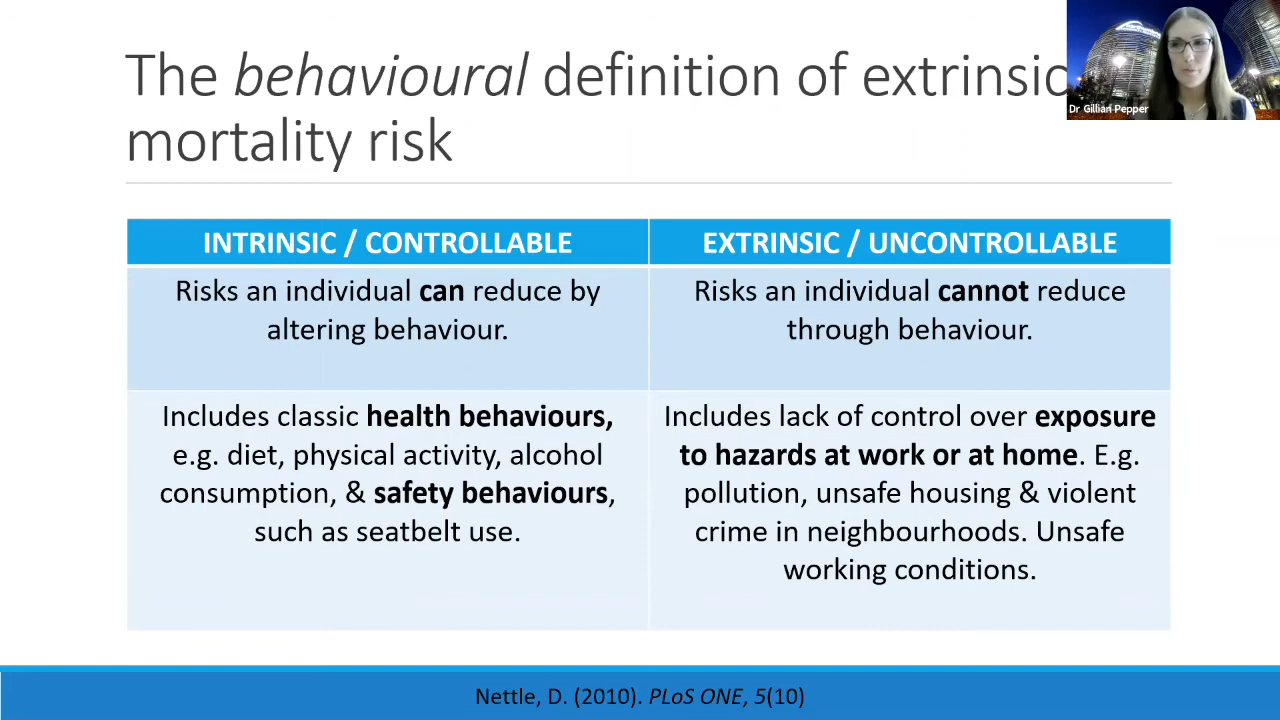 The behavioural definition of extrinsic
mortality risk
Dr Gillian Pepper
INTRINSIC / CONTROLLABLE
EXTRINSIC / UNCONTROLLABLE
Risks an individual can reduce by
altering behaviour.
Risks an individual cannot reduce
through behaviour.
Includes classic health behaviours,
e.g. diet, physical activity, alcohol
consumption, & safety behaviours,
such as seatbelt use.
Includes lack of control over exposure
to hazards at work or at home. E.g.
pollution, unsafe housing & violent
crime in neighbourhoods. Unsafe
working conditions.
Nettle, D. (2010). PLoS ONE, 5(10)